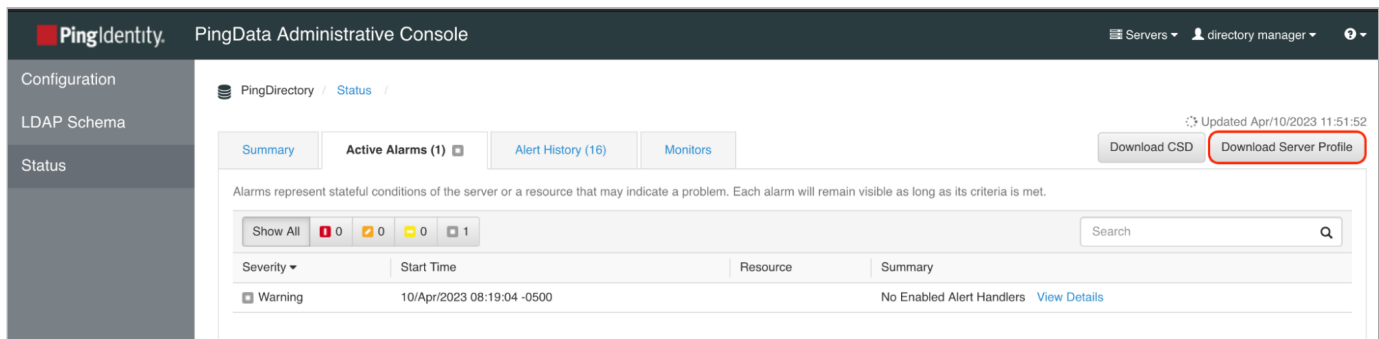 PingIdentity. PingData Administrative Console Servers directory manager ?
Configuration
PingDirectory / Status /
LDAP Schema
Updated Apr/10/2023 11:51:52
Summary Active Alarms (1) Alert History (16) Monitors Download CSD Download Server Profile
Status
Alarms represent stateful conditions of the server or a resource that may indicate a problem. Each alarm will remain visible as long as its criteria is met.
Show All 0 0 0 1 Search
Severity Start Time Resource Summary
Warning 10/Apr/2023 08:19:04 -0500 No Enabled Alert Handlers View Details